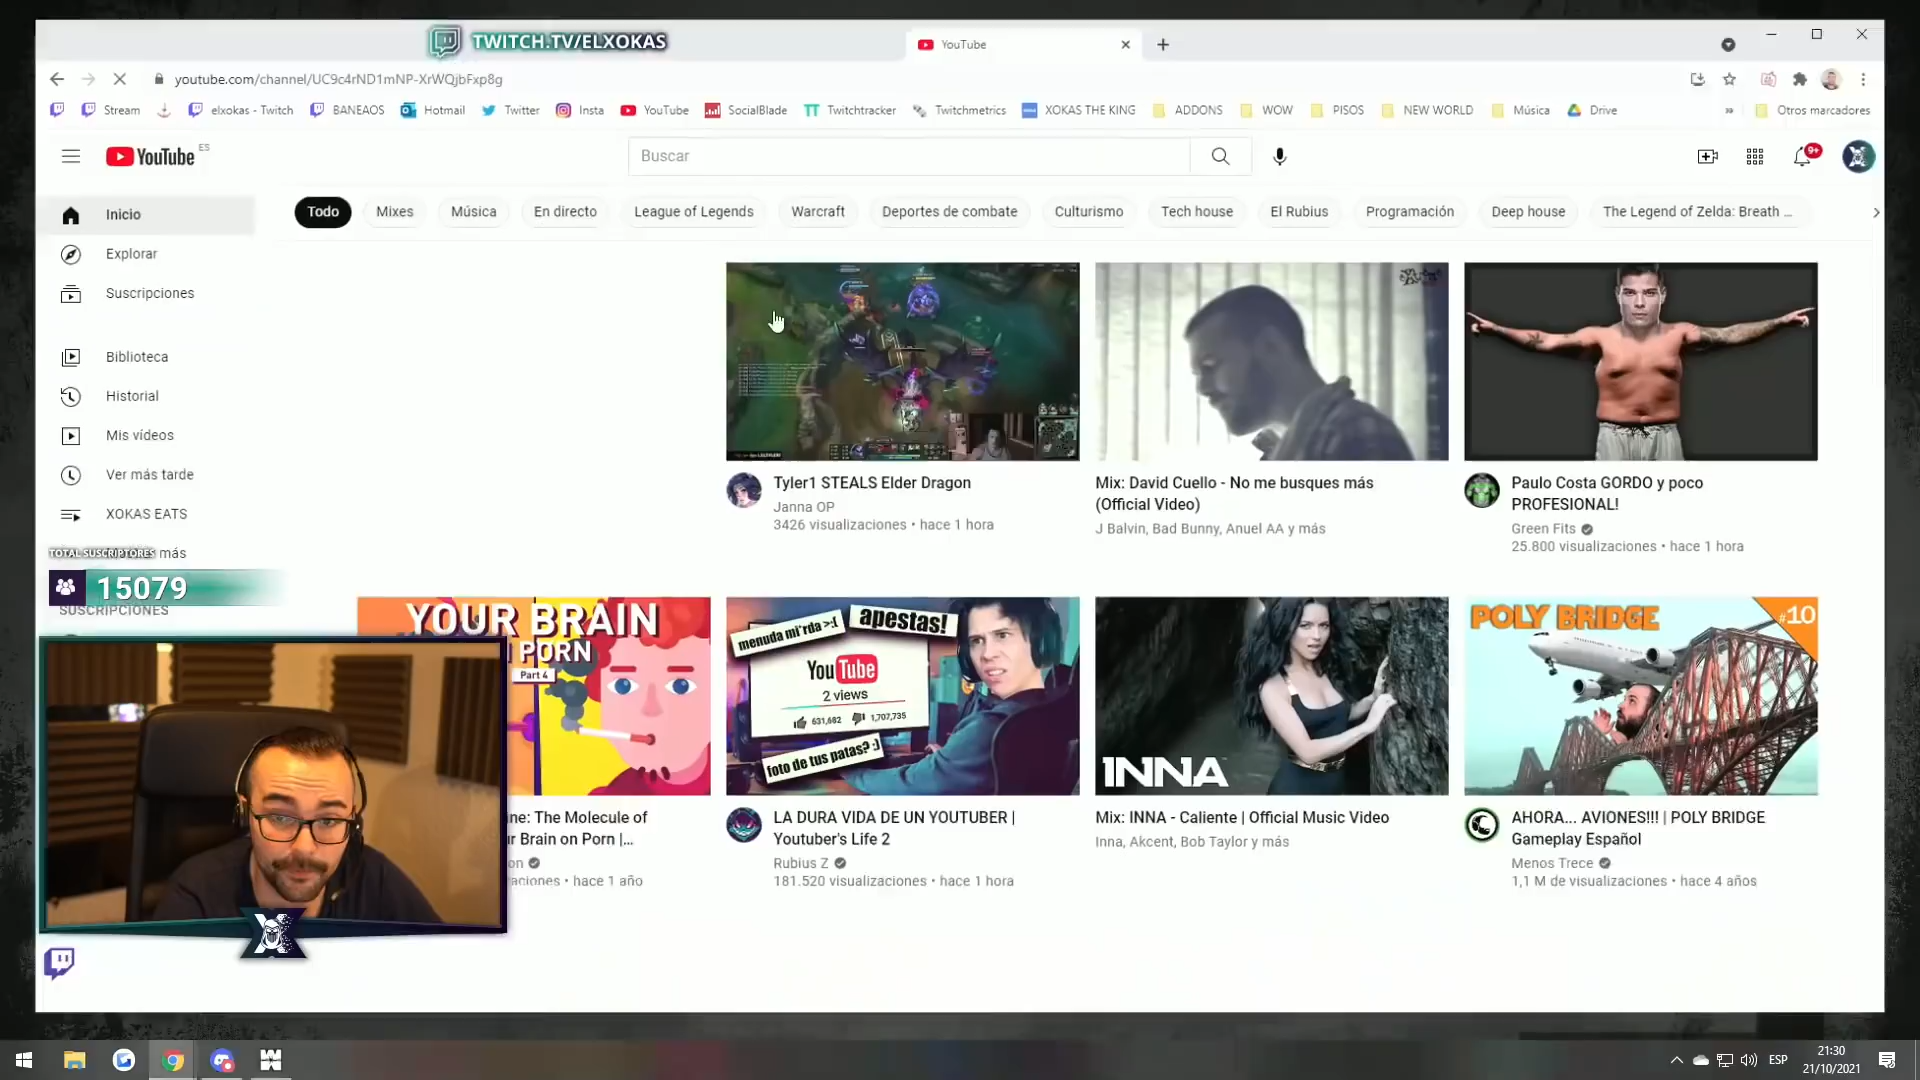 TWITCH.TV/ELXOKAS
YouTube
youtube.com/channel/UC9c4rND1mNP-XrWQjbFxp8g
Stream
elxokas - Twitch
BANEAOS
Hotmail
Twitter
Insta
YouTube
SocialBlade
Twitchtracker
Twitchmetrics
XOKAS THE KING
ADDONS
WOW
PISOS
NEW WORLD
Música
Drive
»
Otros marcadores
YouTube ES
Buscar
9+
Inicio
Explorar
Suscripciones
Biblioteca
Historial
Mis vídeos
Ver más tarde
XOKAS EATS
más
TOTAL SUSCRIPTORES
15079
SUSCRIPCIONES
Todo
Mixes
Música
En directo
League of Legends
Warcraft
Deportes de combate
Culturismo
Tech house
El Rubius
Programación
Deep house
The Legend of Zelda: Breath ...
Tyler1 STEALS Elder Dragon
Janna OP
3426 visualizaciones • hace 1 hora
Mix: David Cuello - No me busques más
(Official Video)
J Balvin, Bad Bunny, Anuel AA y más
Paulo Costa GORDO y poco
PROFESIONAL!
Green Fits
25.800 visualizaciones • hace 1 hora
YOUR BRAIN
PORN
Part 4
ne: The Molecule of
r Brain on Porn |...
on
aciones • hace 1 año
menuda mi*rda >:(
apestas!
YouTube
2 views
631,682
1,707,735
foto de tus patas? :)
LA DURA VIDA DE UN YOUTUBER |
Youtuber's Life 2
Rubius Z
181.520 visualizaciones • hace 1 hora
INNA
Mix: INNA - Caliente | Official Music Video
Inna, Akcent, Bob Taylor y más
POLY BRIDGE
#10
AHORA... AVIONES!!! | POLY BRIDGE
Gameplay Español
Menos Trece
1,1 M de visualizaciones • hace 4 años
ESP
21:30
21/10/2021